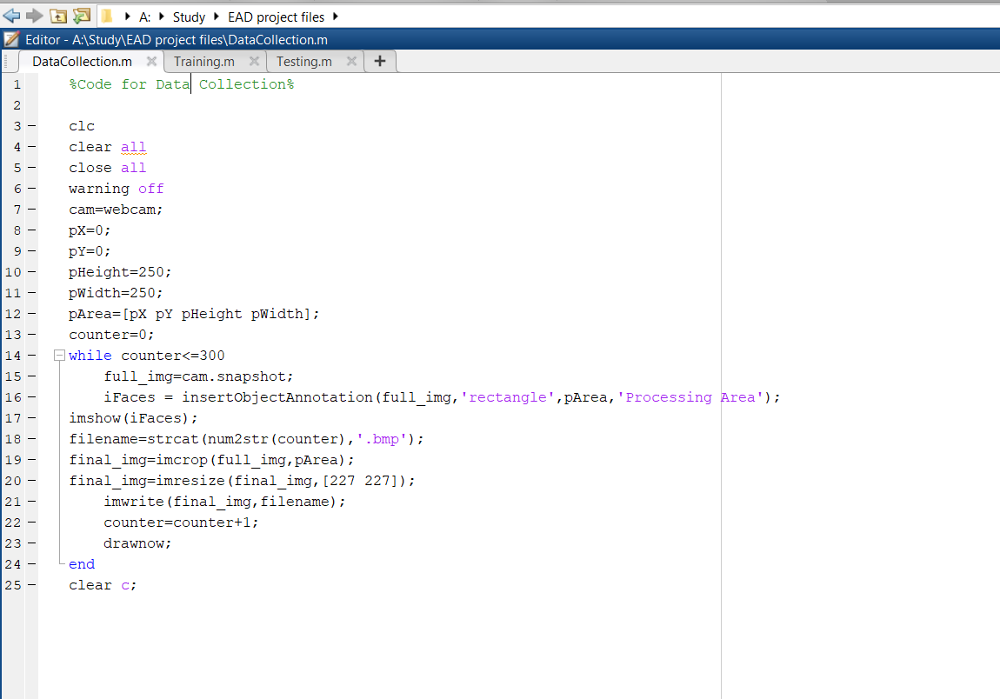 A: Study EAD project files
Editor - A:\Study\EAD project files\DataCollection.m
DataCollection.m Training.m Testing.m +
1 %Code for Data Collection%
2
3 clc
4 clear all
5 close all
6 warning off
7 cam=webcam;
8 pX=0;
9 pY=0;
10 pHeight=250;
11 pWidth=250;
12 pArea=[pX pY pHeight pWidth];
13 counter=0;
14 while counter<=300
15 full_img=cam.snapshot;
16 iFaces = insertObjectAnnotation(full_img,'rectangle',pArea,'Processing Area');
17 imshow(iFaces);
18 filename=strcat(num2str(counter),'.bmp');
19 final_img=imcrop(full_img,pArea);
20 final_img=imresize(final_img,[227 227]);
21 imwrite(final_img,filename);
22 counter=counter+1;
23 drawnow;
24 end
25 clear c;